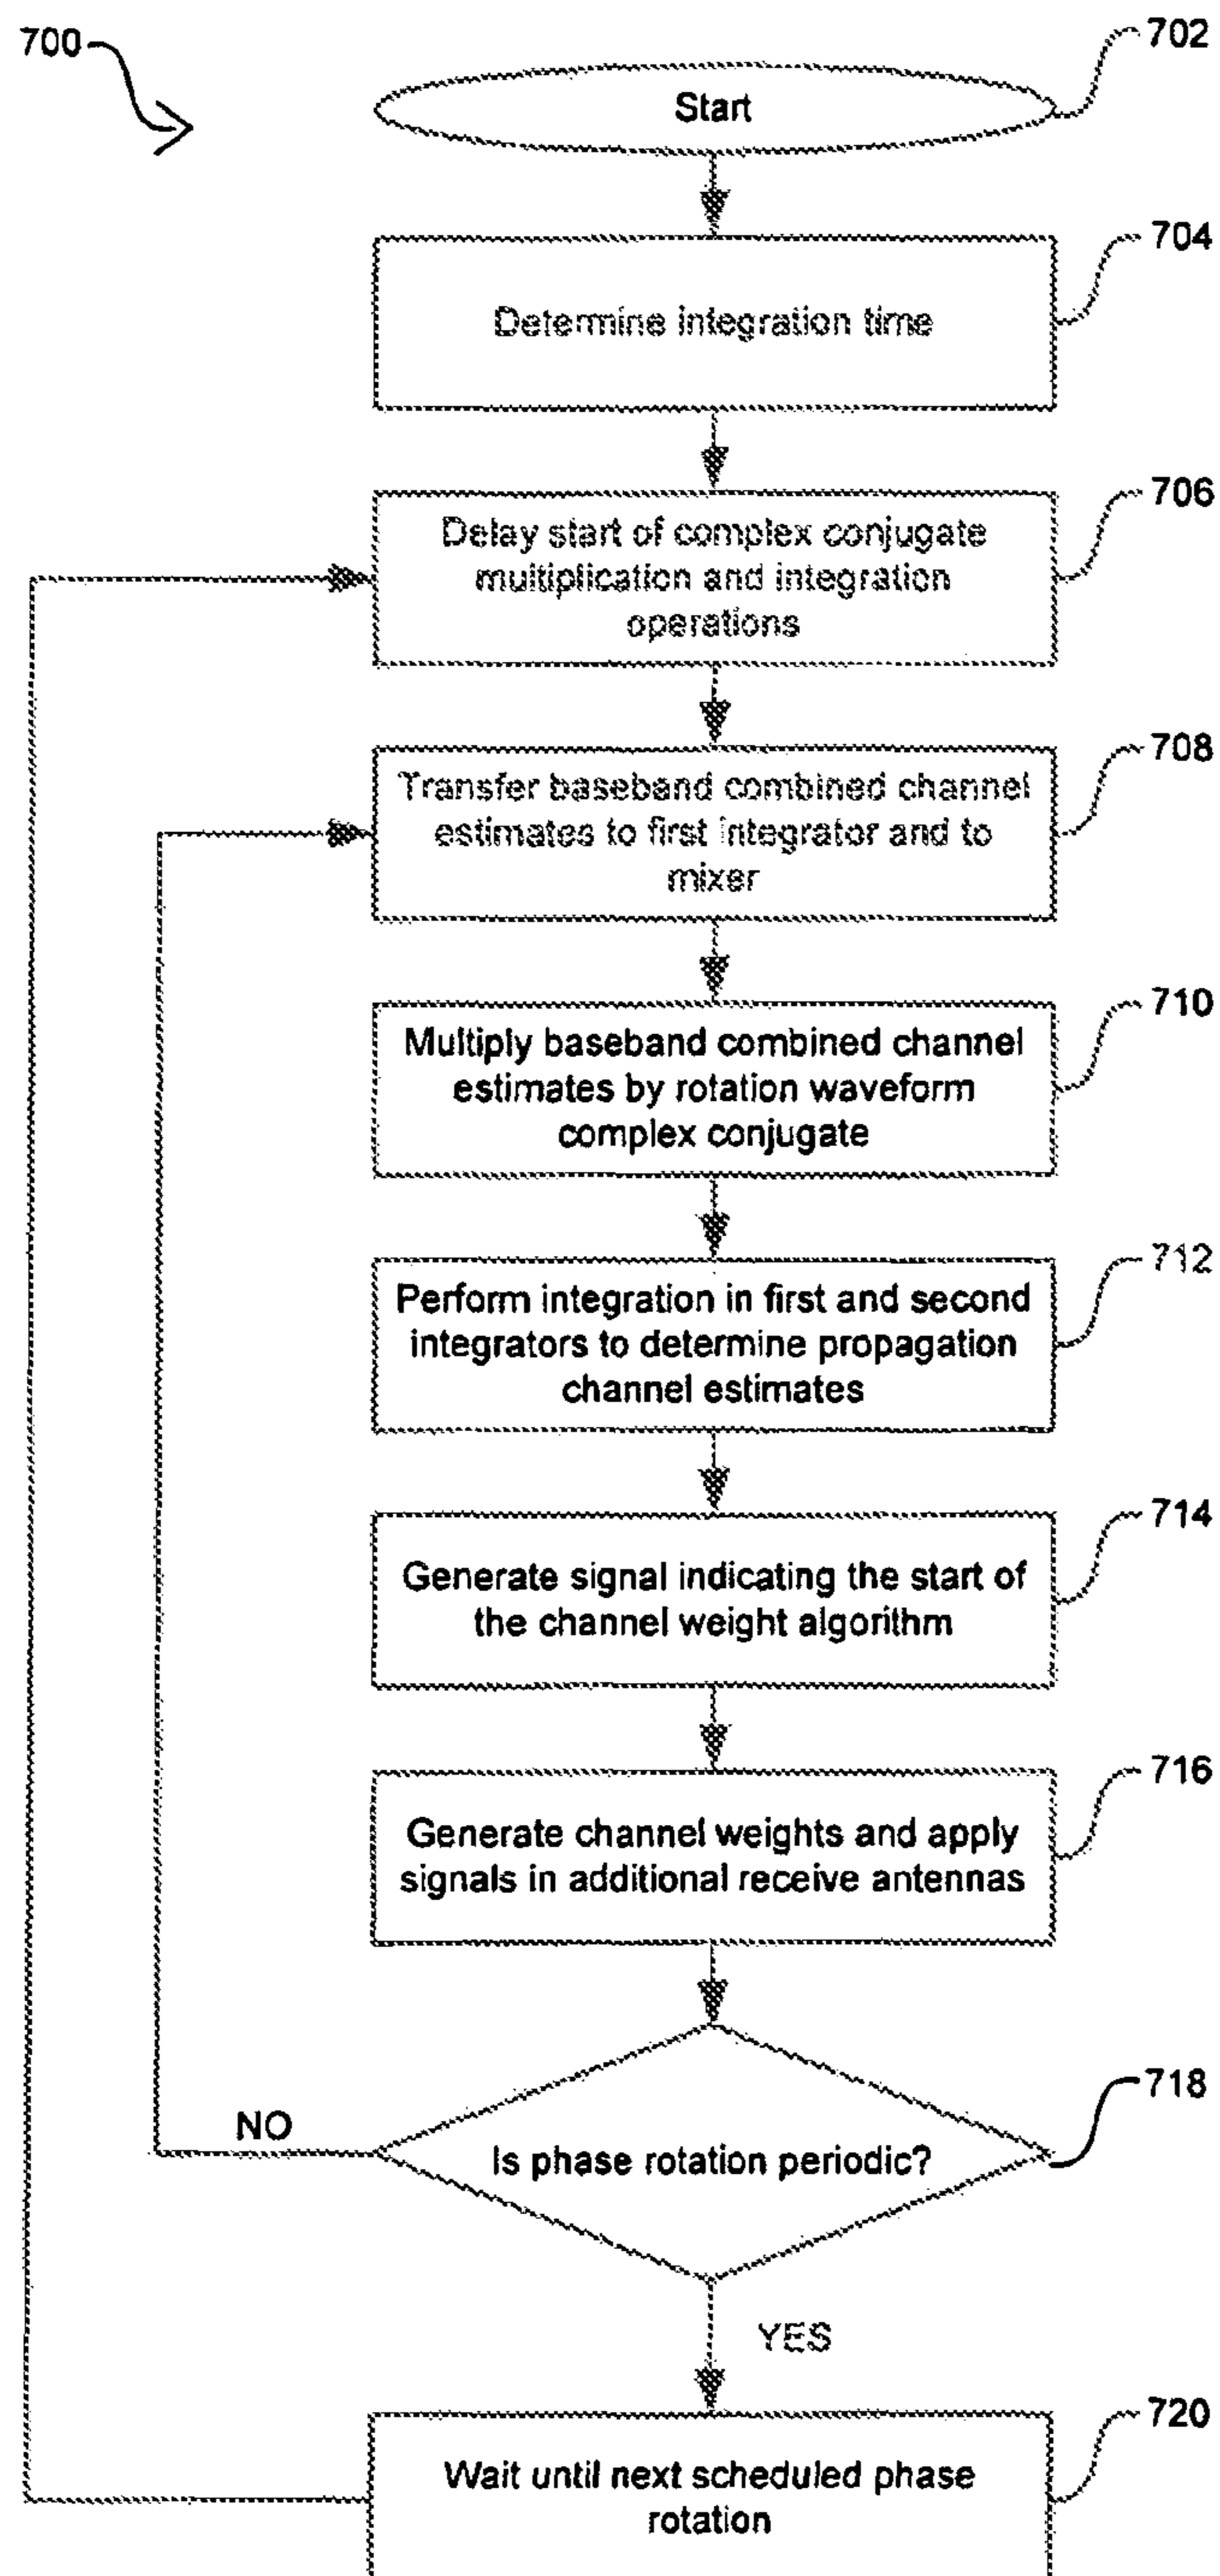 700
702
Start
704
Determine integration time
706
Delay start of complex conjugate
multiplication and integration
operations
708
Transfer baseband combined channel
estimates to first integrator and to
mixer
710
Multiply baseband combined channel
estimates by rotation waveform
complex conjugate
712
Perform integration in first and second
integrators to determine propagation
channel estimates
714
Generate signal indicating the start of
the channel weight algorithm
716
Generate channel weights and apply
signals in additional receive antennas
718
NO
Is phase rotation periodic?
YES
720
Wait until next scheduled phase
rotation